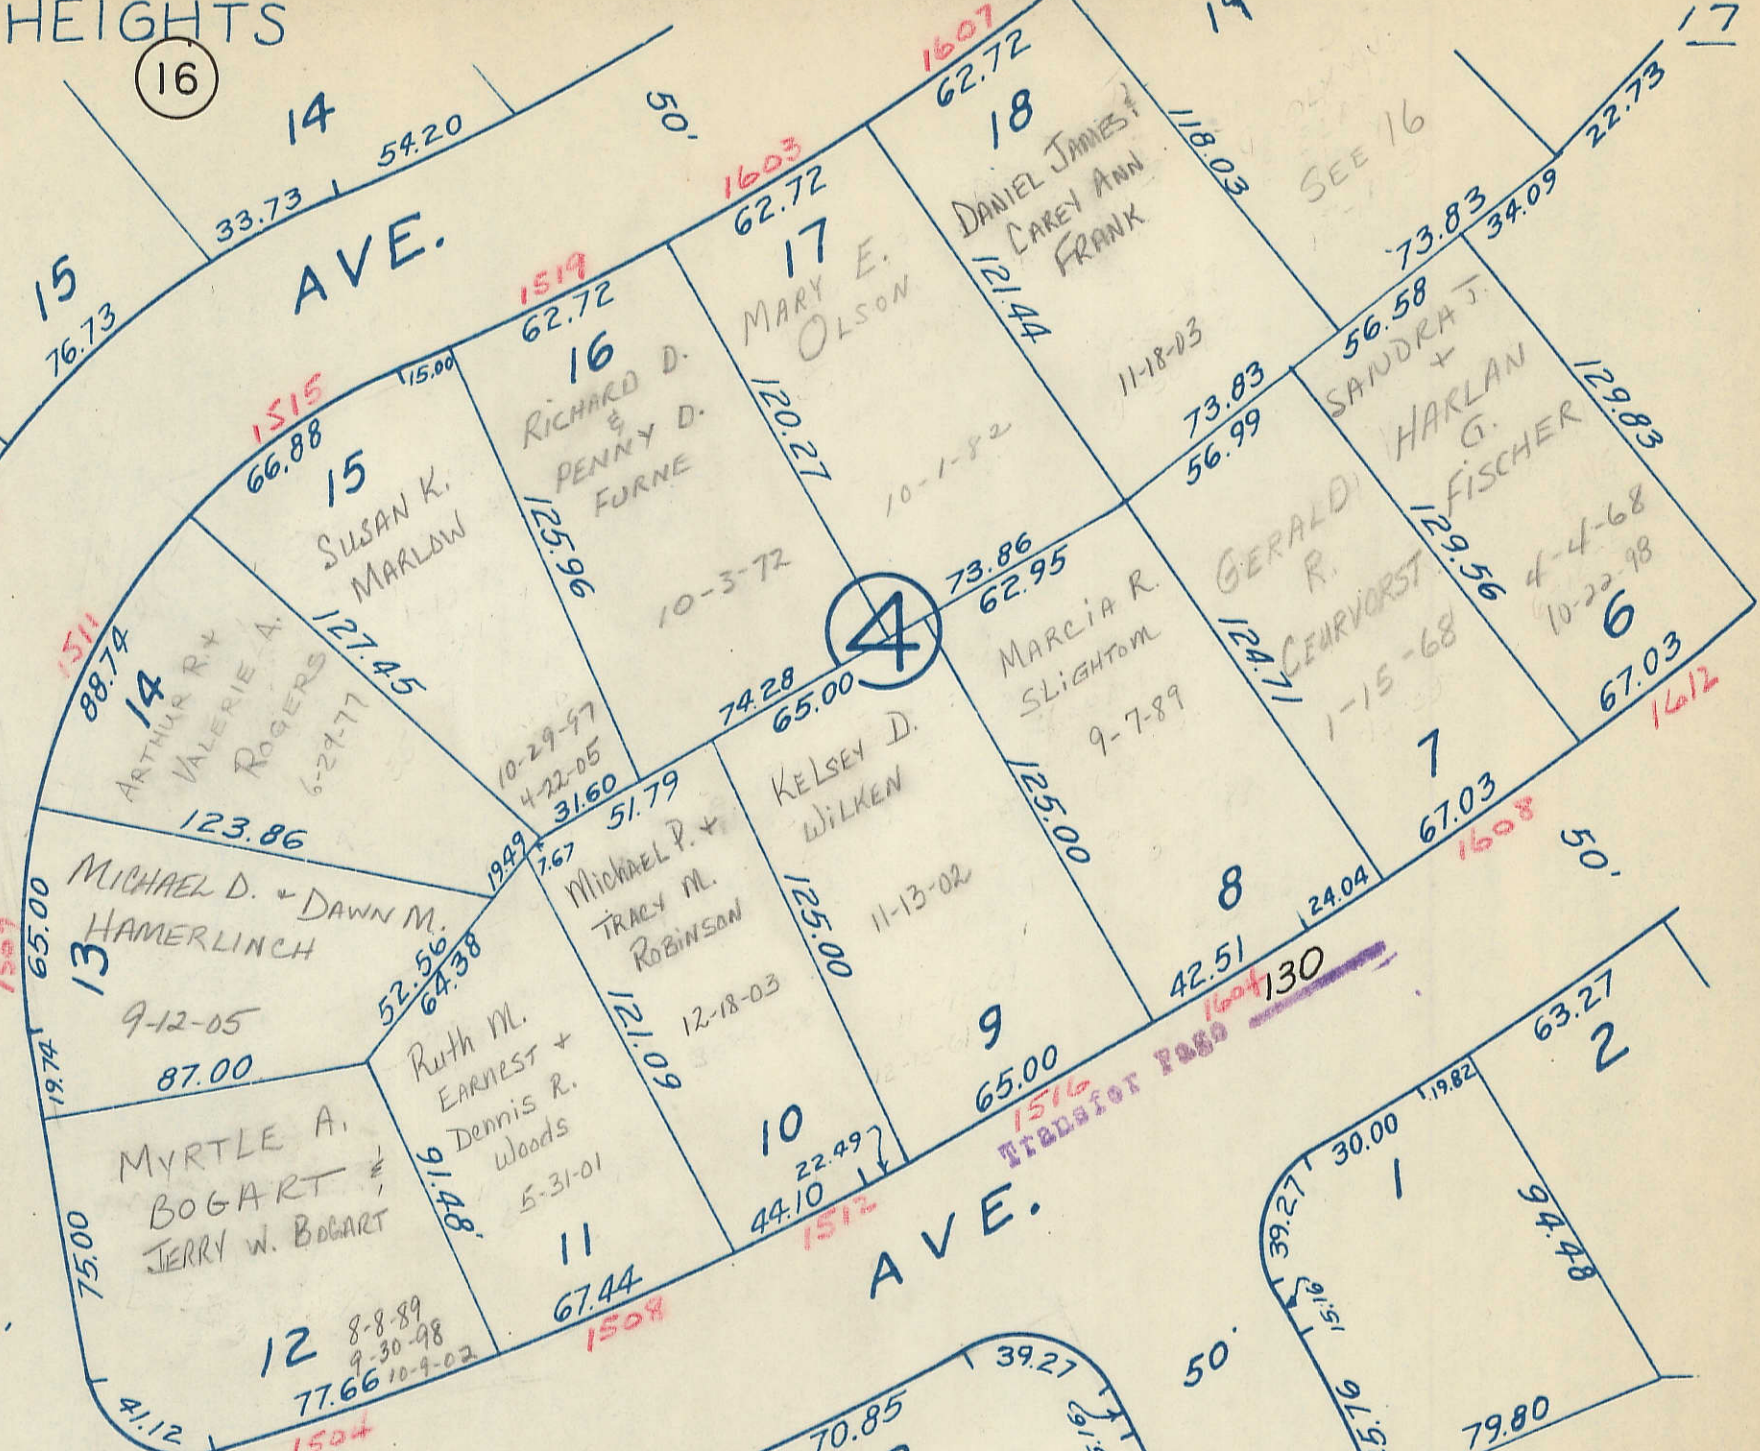 HEIGHTS
16
14
33.73
54.20
50'
15
76.73
AVE.
17
22.73
1607
62.72
18
DANIEL JAMES &
CAREY ANN
FRANK
118.03
121.44
11-18-03
SEE 16
73.83
34.09
1603
62.72
17
MARY E.
OLSON
120.27
10-1-82
1519
62.72
16
RICHARD D.
&
PENNY D.
FURNE
125.96
10-3-72
1515
15.00
66.88
15
SUSAN K.
MARLOW
127.45
10-29-97
4-22-05
31.60
1511
88.74
14
ARTHUR R. +
VALERIE A.
ROGERS
6-29-77
123.86
19.49
7.67
65.00
13
MICHAEL D. + DAWN M.
HAMERLINCH
9-12-05
52.56
64.38
19.74
87.00
MYRTLE A.
BOGART &
JERRY W. BOGART
75.00
12
8-8-89
9-30-98
10-9-02
77.66
41.12
1504
91.48'
Ruth M.
EARNEST +
Dennis R.
Woods
5-31-01
11
67.44
1508
51.79
Michael P. +
TRACY M.
ROBINSON
121.09
12-18-03
10
22.49
44.10
1512
74.28
65.00
4
KELSEY D.
WILKEN
125.00
11-13-02
9
65.00
1516
73.86
62.95
MARCIA R.
SLIGHTOM
9-7-89
125.00
8
24.04
42.51
1604
130
Transfer Page
73.83
56.99
GERALD
R.
CEURVORST
1-15-68
124.71
7
67.03
1608
56.58
SANDRA J.
+
HARLAN
G.
FISCHER
129.83
129.56
4-4-68
10-22-98
6
67.03
1612
50'
AVE.
50'
63.27
2
19.82
30.00
1
39.27
15.16
94.48
79.80
39.27
70.85